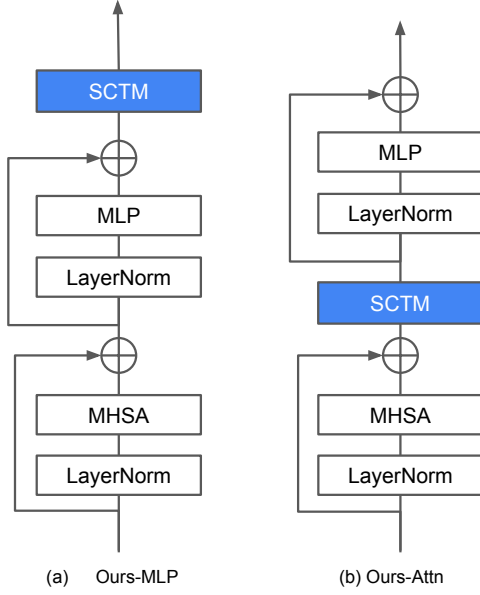 SCTM
MLP
LayerNorm
MHSA
LayerNorm
(a) Ours-MLP
MLP
LayerNorm
SCTM
MHSA
LayerNorm
(b) Ours-Attn